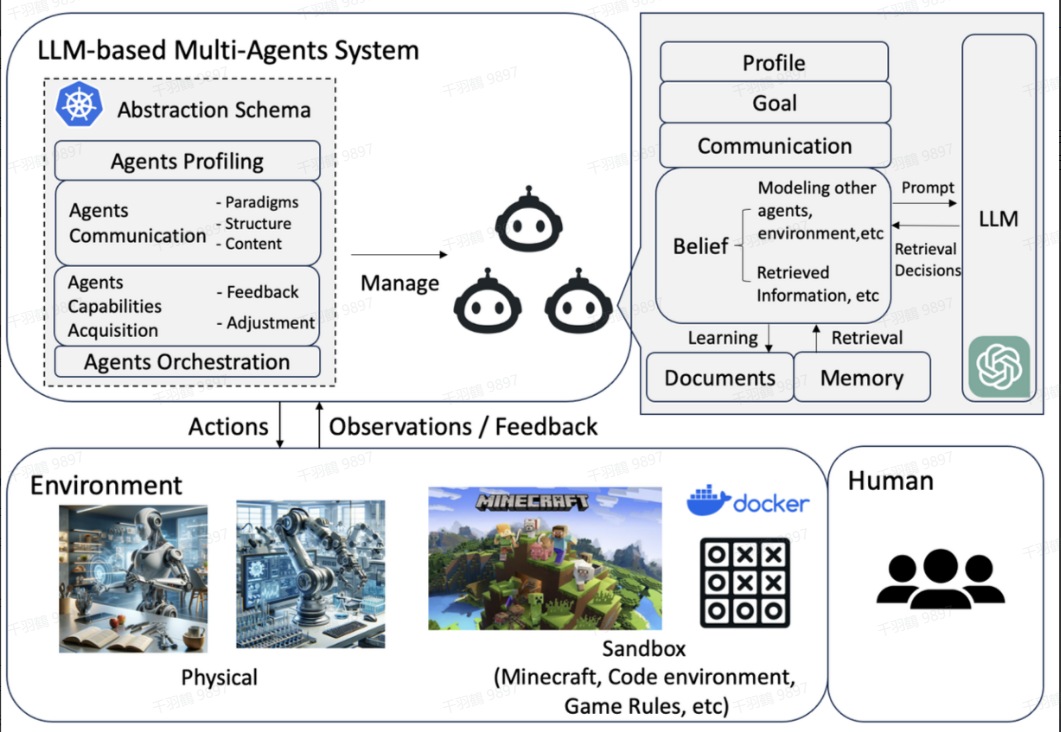 LLM-based Multi-Agents System
Abstraction Schema
Agents Profiling
Agents
Communication
- Paradigms
- Structure
- Content
Agents
Capabilities
Acquisition
- Feedback
- Adjustment
Agents Orchestration
Manage
Profile
Goal
Communication
Belief
Modeling other
agents,
environment,etc
Retrieved
Information, etc
Prompt
Retrieval
Decisions
LLM
Learning
Retrieval
Documents
Memory
Actions
Observations / Feedback
Environment
Physical
MINECRAFT
docker
O X X
O X X
O O O
Sandbox
(Minecraft, Code environment,
Game Rules, etc)
Human
千羽鹤 9897